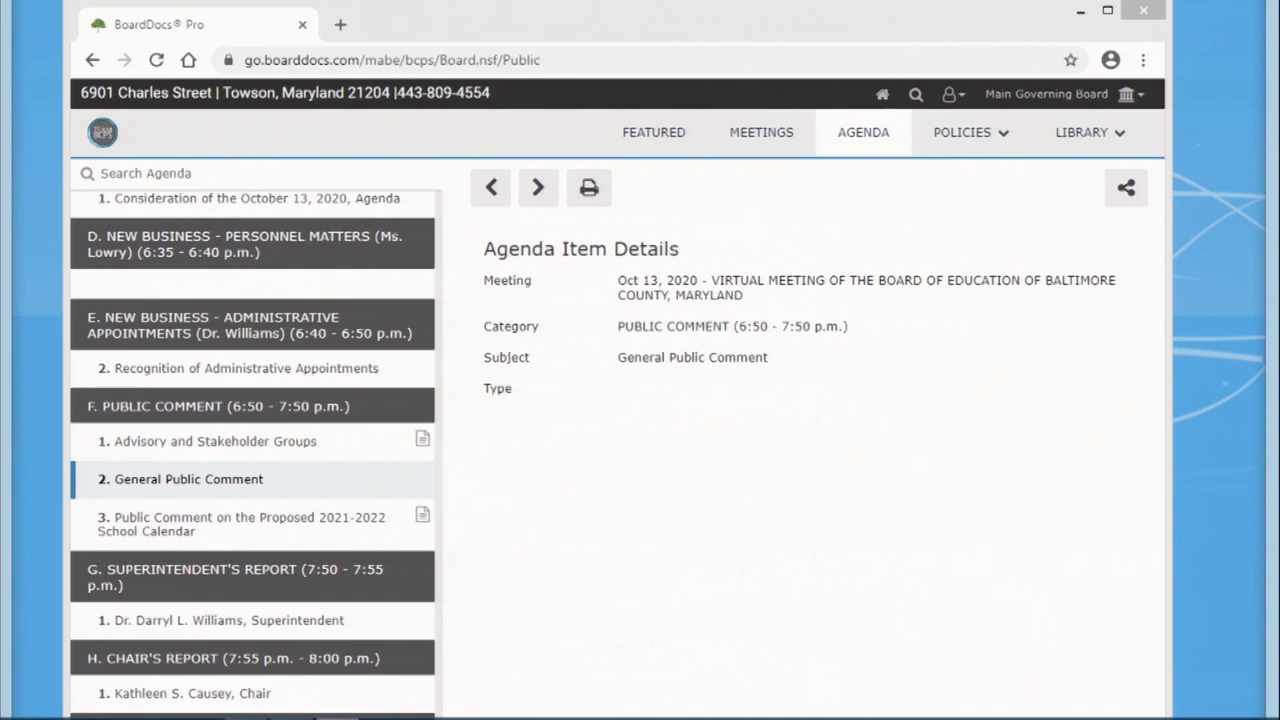 BoardDocs® Pro
go.boarddocs.com/mabe/bcps/Board.nsf/Public
6901 Charles Street | Towson, Maryland 21204 |443-809-4554
Main Governing Board
TEAM BCPS
FEATURED
MEETINGS
AGENDA
POLICIES
LIBRARY
Search Agenda
1. Consideration of the October 13, 2020, Agenda
D. NEW BUSINESS - PERSONNEL MATTERS (Ms.
Lowry) (6:35 - 6:40 p.m.)
E. NEW BUSINESS - ADMINISTRATIVE
APPOINTMENTS (Dr. Williams) (6:40 - 6:50 p.m.)
2. Recognition of Administrative Appointments
F. PUBLIC COMMENT (6:50 - 7:50 p.m.)
1. Advisory and Stakeholder Groups
2. General Public Comment
3. Public Comment on the Proposed 2021-2022
School Calendar
G. SUPERINTENDENT'S REPORT (7:50 - 7:55
p.m.)
1. Dr. Darryl L. Williams, Superintendent
H. CHAIR'S REPORT (7:55 p.m. - 8:00 p.m.)
1. Kathleen S. Causey, Chair
Agenda Item Details
Meeting
Oct 13, 2020 - VIRTUAL MEETING OF THE BOARD OF EDUCATION OF BALTIMORE
COUNTY, MARYLAND
Category
PUBLIC COMMENT (6:50 - 7:50 p.m.)
Subject
General Public Comment
Type